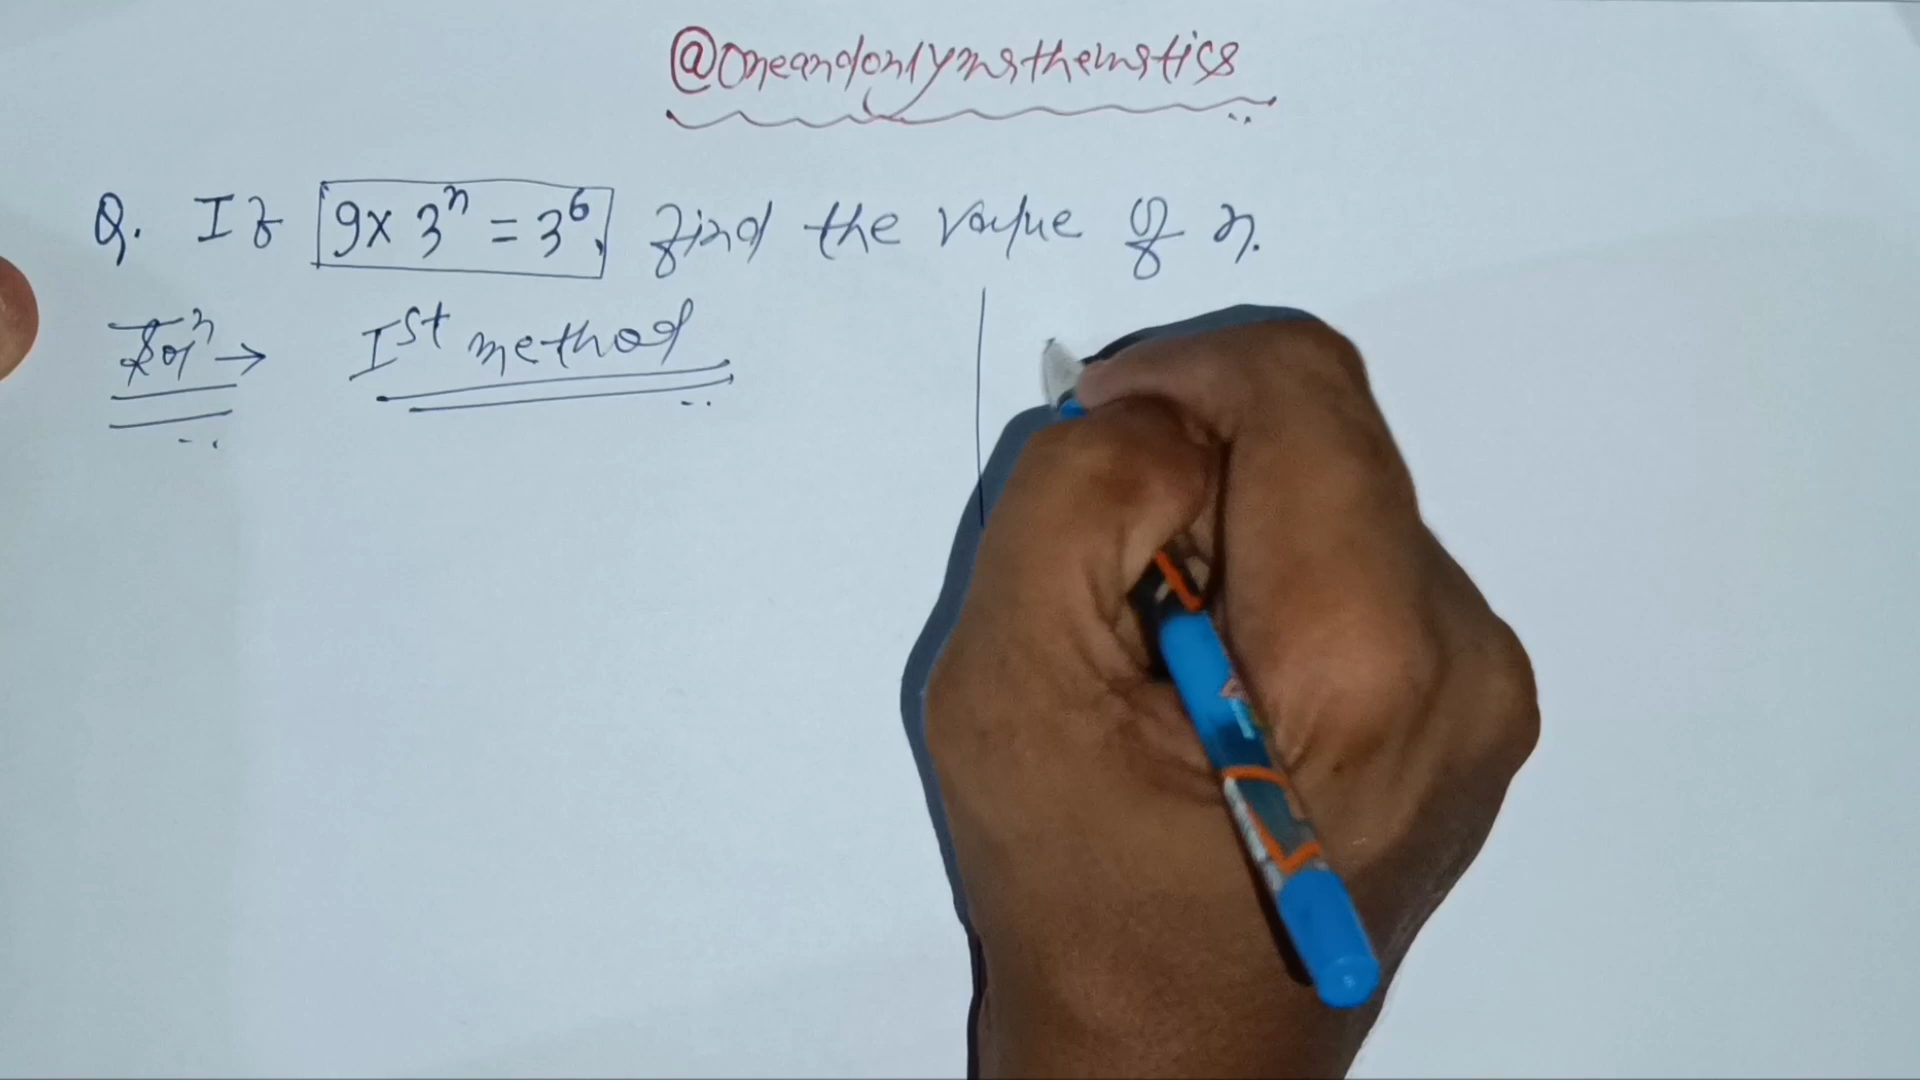 @oneandonlymathematics
Q. If 9x 3ⁿ = 3⁶, find the value of n.
Solⁿ → Iˢᵗ method